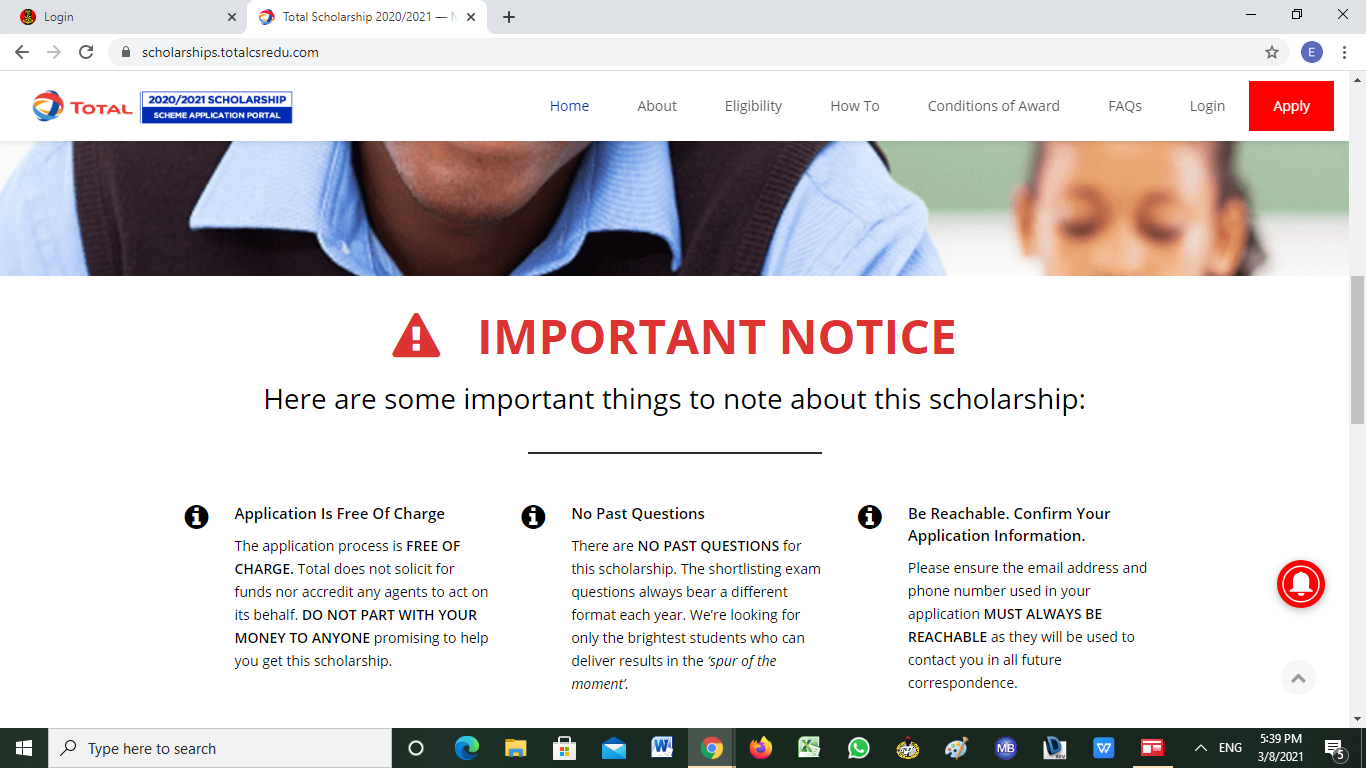 Login
Total Scholarship 2020/2021 — N
scholarships.totalcsredu.com
E
TOTAL
2020/2021 SCHOLARSHIP
SCHEME APPLICATION PORTAL
Home About Eligibility How To Conditions of Award FAQs Login Apply
IMPORTANT NOTICE
Here are some important things to note about this scholarship:
Application Is Free Of Charge
The application process is FREE OF
CHARGE. Total does not solicit for
funds nor accredit any agents to act on
its behalf. DO NOT PART WITH YOUR
MONEY TO ANYONE promising to help
you get this scholarship.
No Past Questions
There are NO PAST QUESTIONS for
this scholarship. The shortlisting exam
questions always bear a different
format each year. We’re looking for
only the brightest students who can
deliver results in the ‘spur of the
moment’.
Be Reachable. Confirm Your
Application Information.
Please ensure the email address and
phone number used in your
application MUST ALWAYS BE
REACHABLE as they will be used to
contact you in all future
correspondence.
Type here to search
MB
ENG
5:39 PM
3/8/2021
5